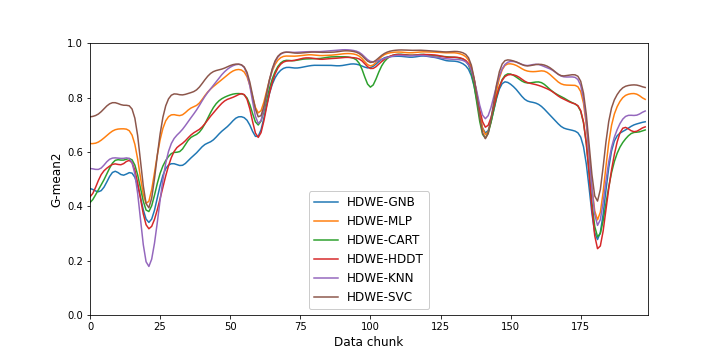 1.0
0.8
0.6
0.4
0.2
0.0
G-mean2
HDWE-GNB
HDWE-MLP
HDWE-CART
HDWE-HDDT
HDWE-KNN
HDWE-SVC
0 25 50 75 100 125 150 175
Data chunk